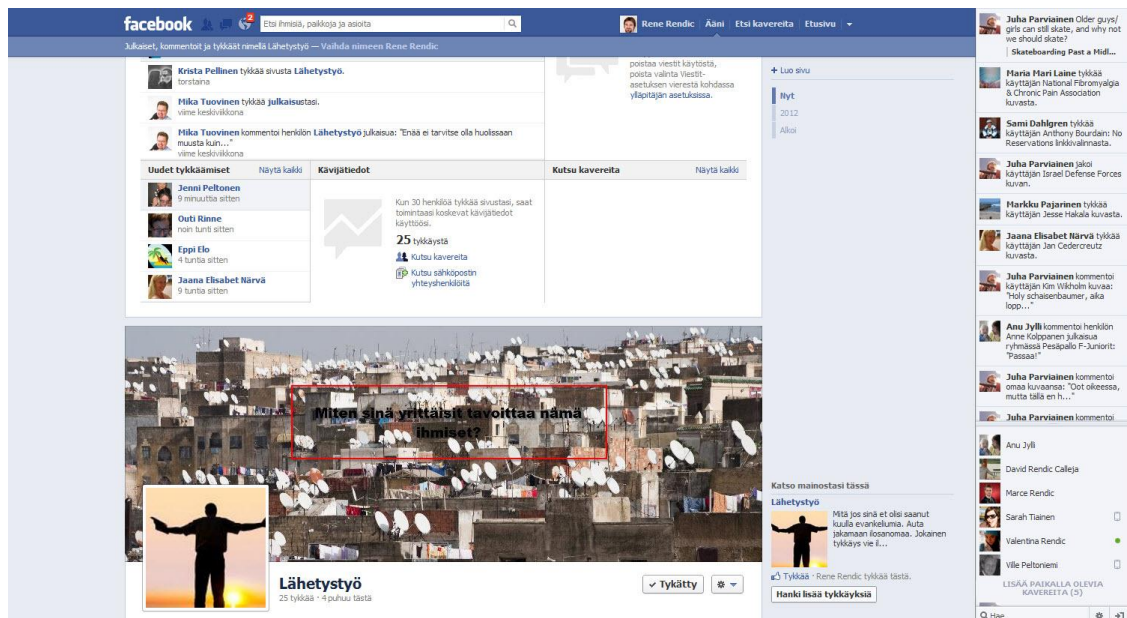 facebook
2
Etsi ihmisiä, paikkoja ja asioita
Rene Rendic
Ääni
Etsi kavereita
Etusivu
Julkaiset, kommentoit ja tykkäät nimellä Lähetystyö — Vaihda nimeen Rene Rendic
Krista Pellinen tykkää sivusta Lähetystyö.
torstaina
Mika Tuovinen tykkää julkaisustasi.
viime keskiviikkona
Mika Tuovinen kommentoi henkilön Lähetystyö julkaisua: "Enää ei tarvitse olla huolissaan
muusta kuin..."
viime keskiviikkona
poistaa viestit käytöstä,
poista valinta Viestit-
asetuksen vierestä kohdassa
ylläpitäjän asetuksissa.
Uudet tykkäämiset
Näytä kaikki
Jenni Peltonen
9 minuuttia sitten
Outi Rinne
noin tunti sitten
Eppi Elo
4 tuntia sitten
Jaana Elisabet Närvä
9 tuntia sitten
Kävijätiedot
Kun 30 henkilöä tykkää sivustasi, saat
toimintaasi koskevat kävijätiedot
käyttöösi.
25 tykkäystä
Kutsu kavereita
Kutsu sähköpostin
yhteyshenkilöitä
Kutsu kavereita
Näytä kaikki
Miten sinä yrittäisit tavoittaa nämä
ihmiset?
Lähetystyö
25 tykkää · 4 puhuu tästä
Tykätty
+ Luo sivu
Nyt
2012
Alkoi
Katso mainostasi tässä
Lähetystyö
Mitä jos sinä et olisi saanut
kuulla evankeliumia. Auta
jakamaan ilosanomaa. Jokainen
tykkäys vie il...
Tykkää · Rene Rendic tykkää tästä.
Hanki lisää tykkäyksiä
Juha Parviainen Older guys/
girls can still skate, and why not
we should skate?
Skateboarding Past a Midl...
Maria Mari Laine tykkää
käyttäjän National Fibromyalgia
& Chronic Pain Association
kuvasta.
Sami Dahlgren tykkää
käyttäjän Anthony Bourdain: No
Reservations linkkivalinnasta.
Juha Parviainen jakoi
käyttäjän Israel Defense Forces
kuvan.
Markku Pajarinen tykkää
käyttäjän Jesse Hakala kuvasta.
Jaana Elisabet Närvä tykkää
käyttäjän Jan Cedercreutz
kuvasta.
Juha Parviainen kommentoi
käyttäjän Kim Wikholm kuvaa:
"Holy schaisenbaumer, aika
lopp..."
Anu Jylli kommentoi henkilön
Anne Kolppanen julkaisua
ryhmässä Pesäpallo F-Juniorit:
"Passaa!"
Juha Parviainen kommentoi
omaa kuvaansa: "Oot oikeessa,
mutta tällä en h..."
Juha Parviainen kommentoi
Anu Jylli
David Rendic Calleja
Marce Rendic
Sarah Tiainen
Valentina Rendic
Ville Peltoniemi
LISÄÄ PAIKALLA OLEVIA
KAVEREITA (5)
Hae